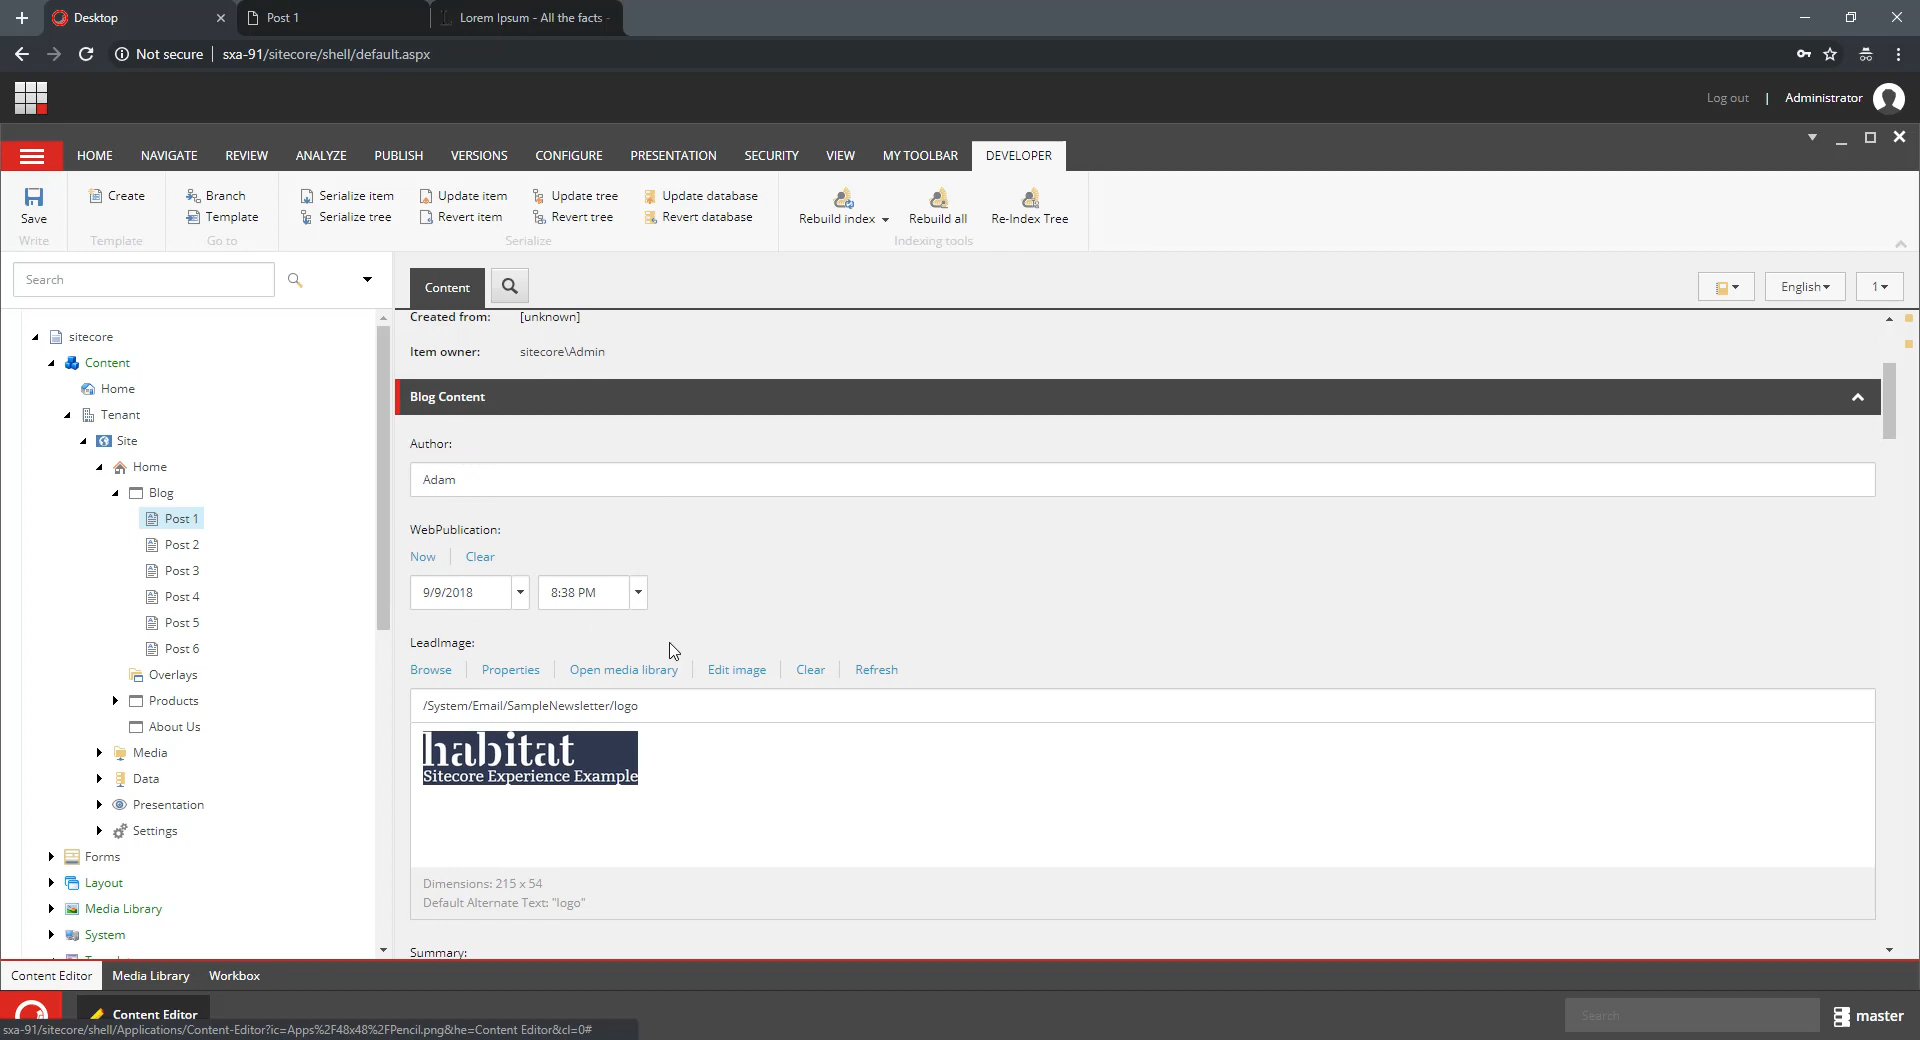 Desktop
Post 1
Lorem Ipsum - All the facts -
Not secure
sxa-91/sitecore/shell/default.aspx
Log out | Administrator
HOME
NAVIGATE
REVIEW
ANALYZE
PUBLISH
VERSIONS
CONFIGURE
PRESENTATION
SECURITY
VIEW
MY TOOLBAR
DEVELOPER
Save
Write
Create
Template
Branch
Template
Go to
Serialize item
Serialize tree
Update item
Revert item
Update tree
Revert tree
Update database
Revert database
Serialize
Rebuild index
Rebuild all
Re-Index Tree
Indexing tools
Search
Content
English
1
sitecore
Content
Home
Tenant
Site
Home
Blog
Post 1
Post 2
Post 3
Post 4
Post 5
Post 6
Overlays
Products
About Us
Media
Data
Presentation
Settings
Forms
Layout
Media Library
System
Created from: [unknown]
Item owner: sitecore\Admin
Blog Content
Author:
Adam
WebPublication:
Now
Clear
9/9/2018
8:38 PM
LeadImage:
Browse
Properties
Open media library
Edit image
Clear
Refresh
/System/Email/SampleNewsletter/logo
habitat
Sitecore Experience Example
Dimensions: 215 x 54
Default Alternate Text: "logo"
Summary:
Content Editor
Media Library
Workbox
Content Editor
Search
master
sxa-91/sitecore/shell/Applications/Content-Editor?ic=Apps%2F48x48%2FPencil.png&he=Content Editor&cl=0#